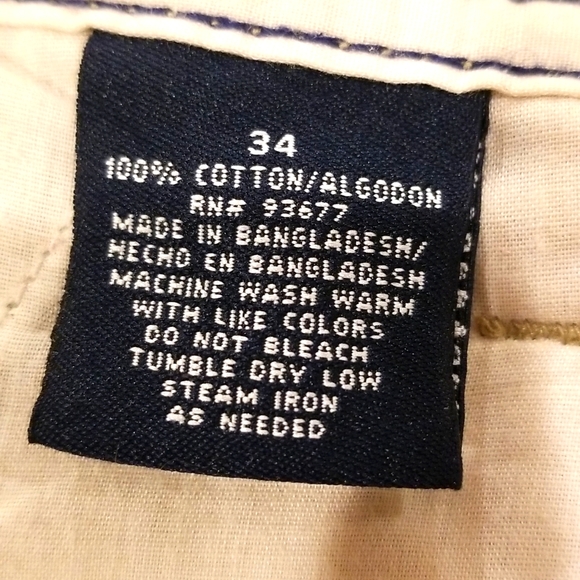 34
100% COTTON/ALGODON
RN# 93677
MADE IN BANGLADESH/
HECHO EN BANGLADESH
MACHINE WASH WARM
WITH LIKE COLORS
DO NOT BLEACH
TUMBLE DRY LOW
STEAM IRON
AS NEEDED